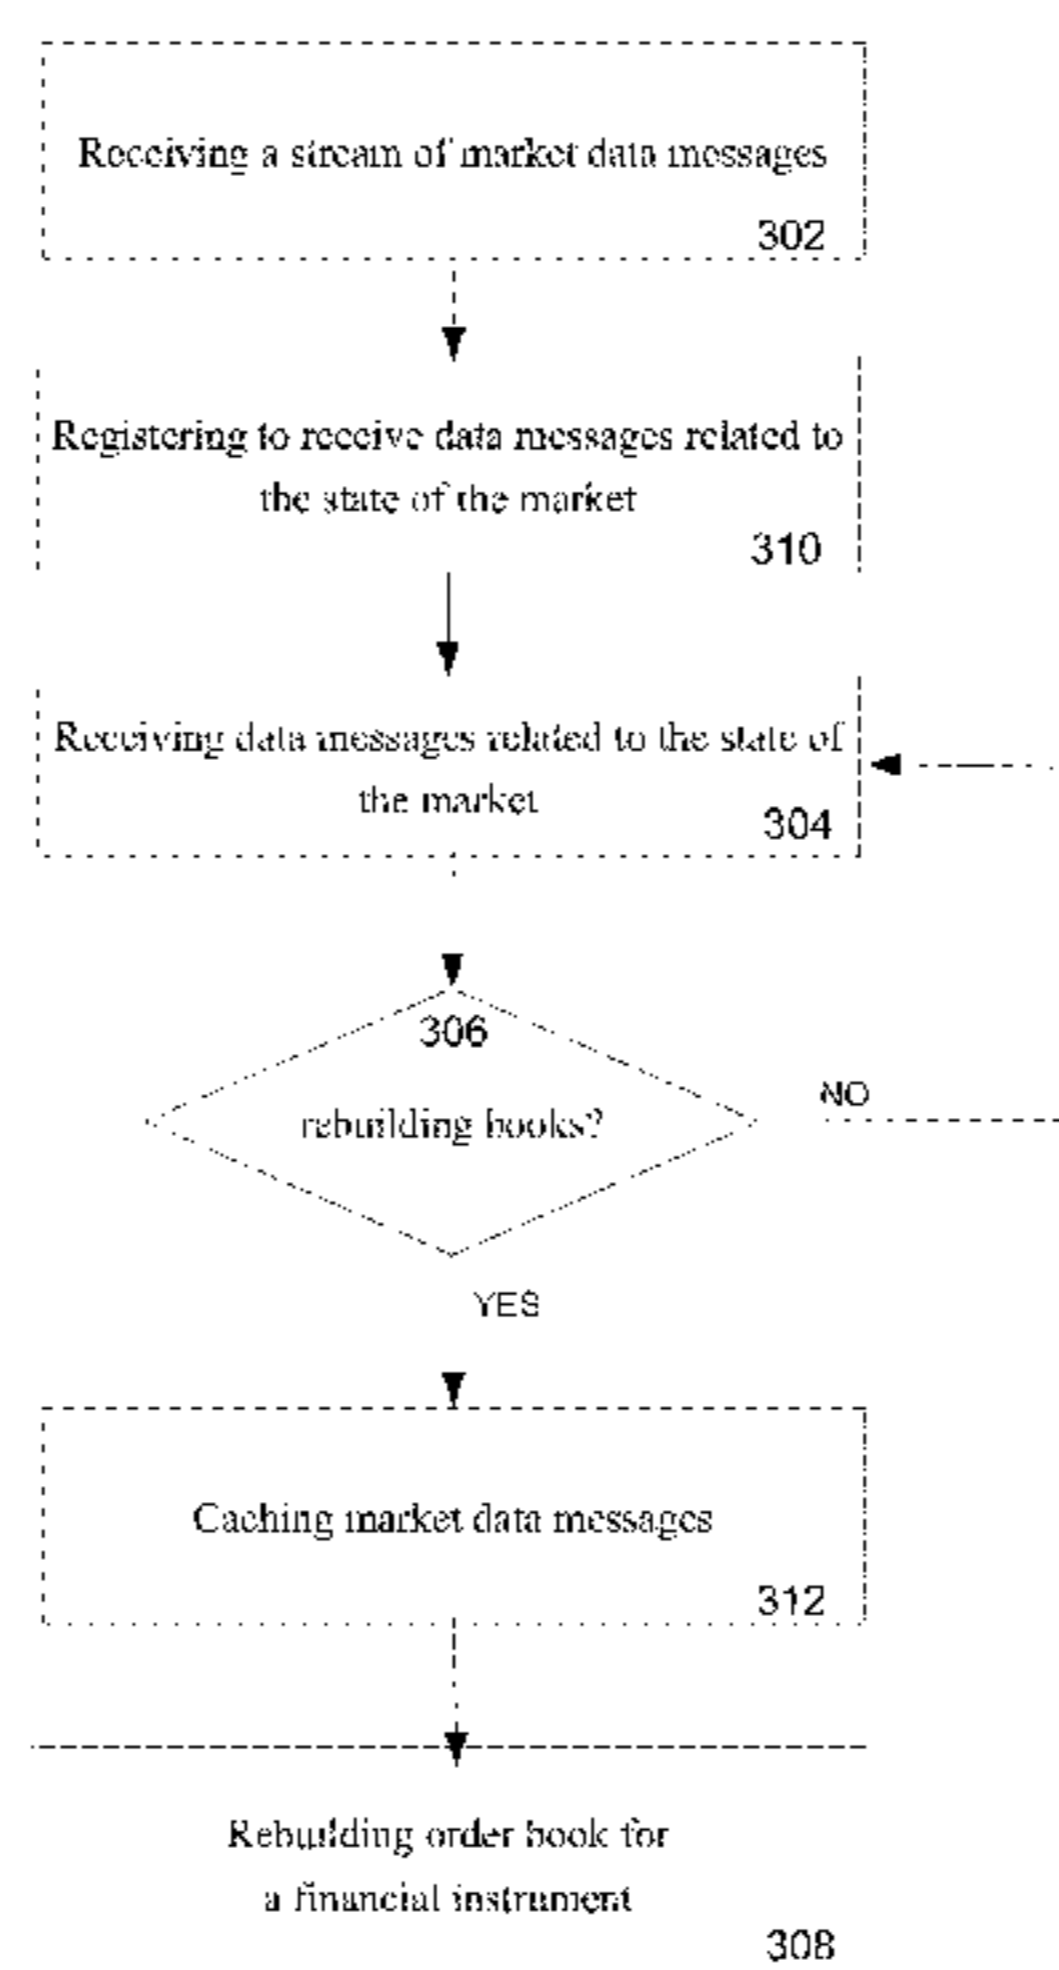 Receiving a stream of market data messages
302
Registering to receive data messages related to
the state of the market
310
Receiving data messages related to the state of
the market
304
306
rebuilding books?
NO
YES
Caching market data messages
312
Rebuilding order book for
a financial instrument
308